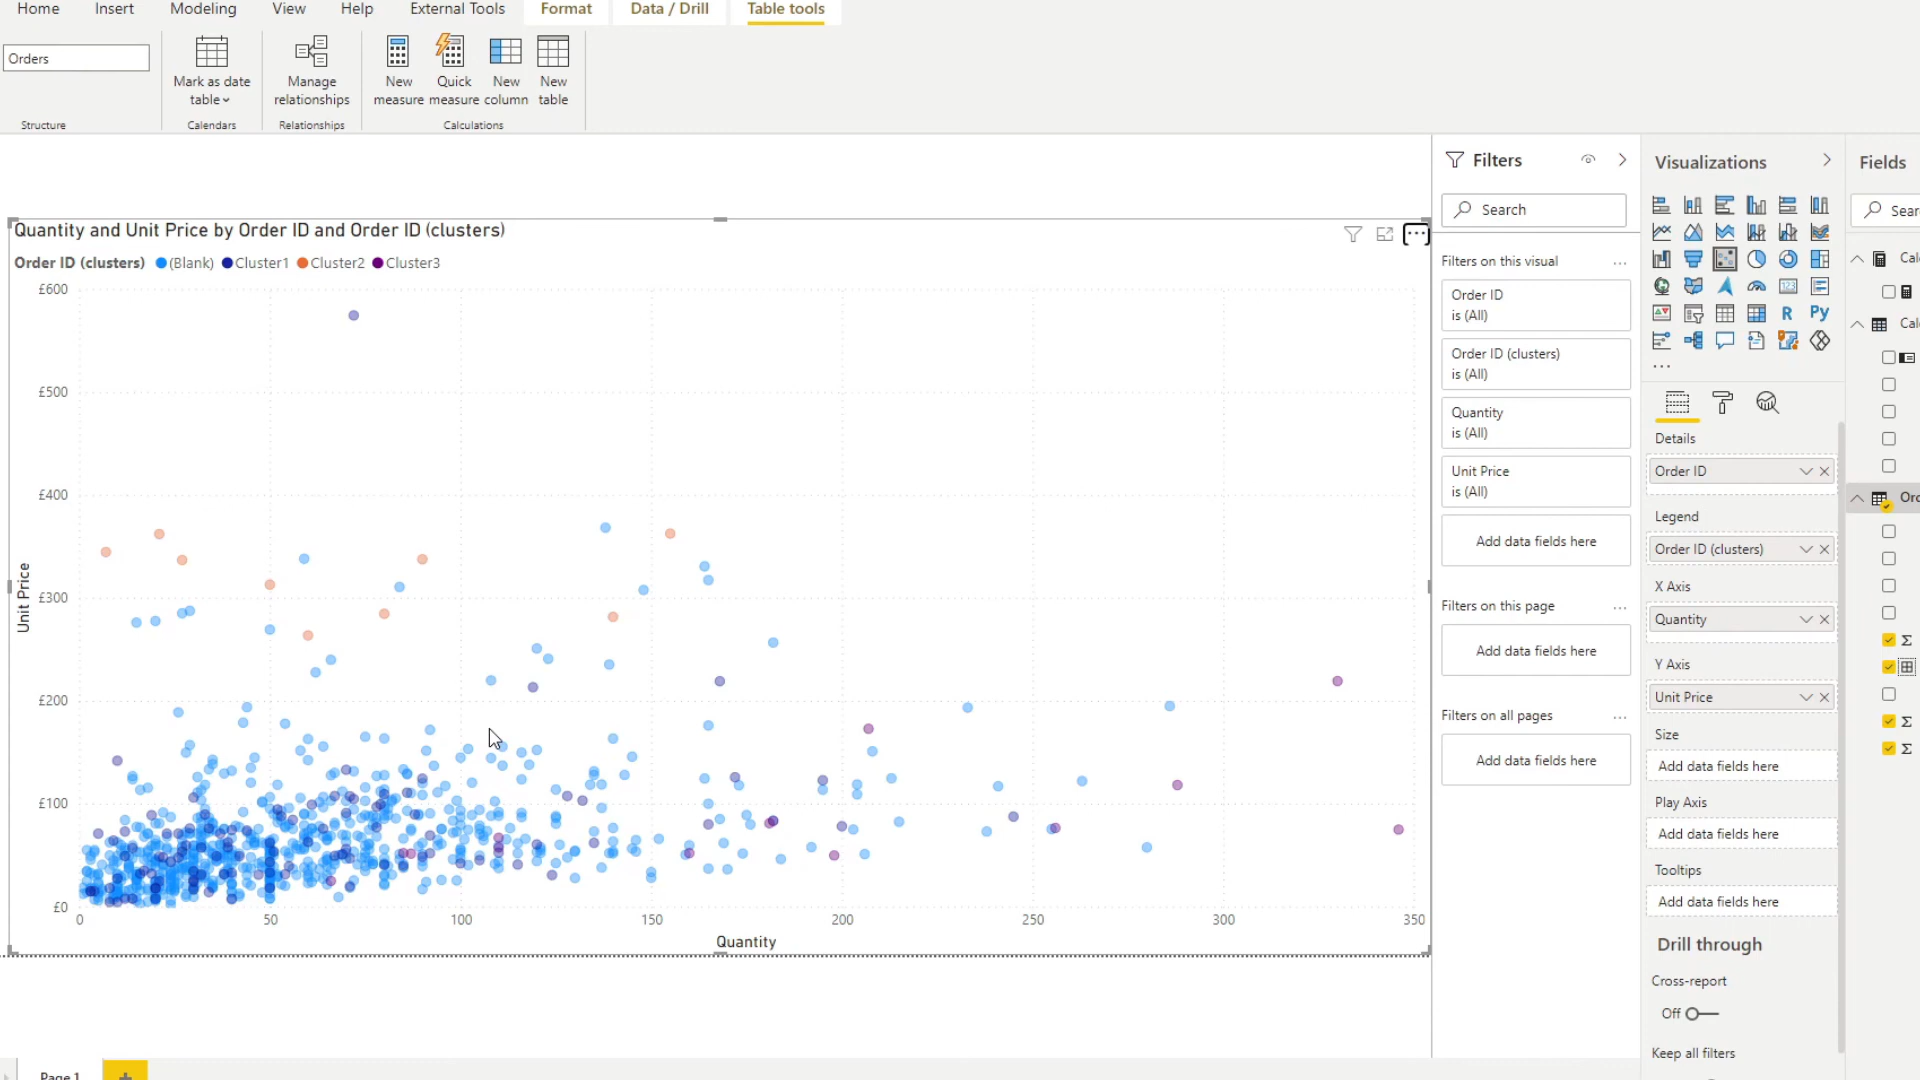 Home Insert Modeling View Help External Tools Format Data / Drill Table tools
Orders
Mark as date table
Manage relationships
New measure
Quick measure
New column
New table
Structure
Calendars
Relationships
Calculations
Quantity and Unit Price by Order ID and Order ID (clusters)
Order ID (clusters) (Blank) Cluster1 Cluster2 Cluster3
£600
£500
£400
£300
£200
£100
£0
Unit Price
0 50 100 150 200 250 300 350
Quantity
Page 1
+
Filters
Search
Filters on this visual
Order ID
is (All)
Order ID (clusters)
is (All)
Quantity
is (All)
Unit Price
is (All)
Add data fields here
Filters on this page
Add data fields here
Filters on all pages
Add data fields here
Visualizations
123
R Py
Details
Order ID
Legend
Order ID (clusters)
X Axis
Quantity
Y Axis
Unit Price
Size
Add data fields here
Play Axis
Add data fields here
Tooltips
Add data fields here
Drill through
Cross-report
Off
Keep all filters
Fields
Sear
Cal
Cal
Orc
Σ
Σ
Σ